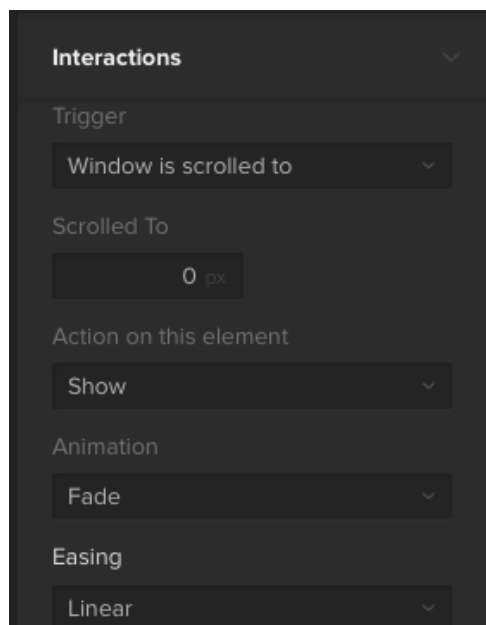 Interactions
Trigger
Window is scrolled to
Scrolled To
0 px
Action on this element
Show
Animation
Fade
Easing
Linear